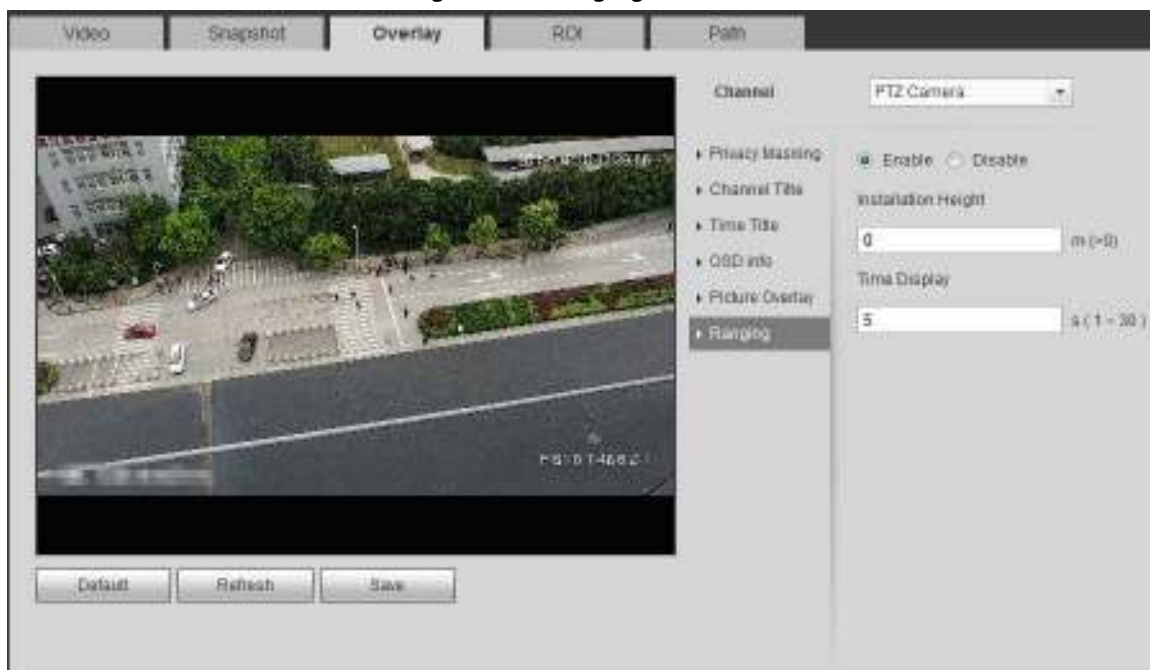 Video Snapshot Overlay ROI Path
Channel PTZ Camera
Privacy Masking
Channel Title
Time Title
OSD info
Picture Overlay
Ranging
Enable Disable
Installation Height
0 m (>0)
Time Display
5 s ( 1 ~ 30 )
Default Refresh Save